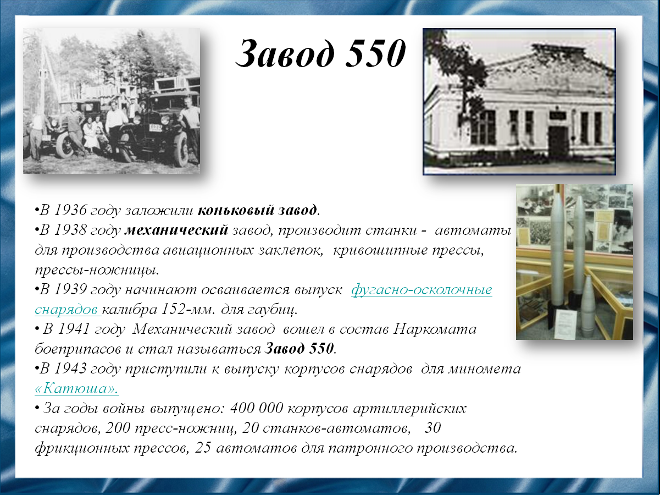 Завод 550
•В 1936 году заложили коньковый завод.
•В 1938 году механический завод, производит станки - автоматы
для производства авиационных заклепок, кривошипные прессы,
прессы-ножницы.
•В 1939 году начинают осваивается выпуск фугасно-осколочные
снарядов калибра 152-мм. для гаубиц.
• В 1941 году Механический завод вошел в состав Наркомата
боеприпасов и стал называться Завод 550.
•В 1943 году приступили к выпуску корпусов снарядов для миномета
«Катюша».
• За годы войны выпущено: 400 000 корпусов артиллерийских
снарядов, 200 пресс-ножниц, 20 станков-автоматов, 30
фрикционных прессов, 25 автоматов для патронного производства.